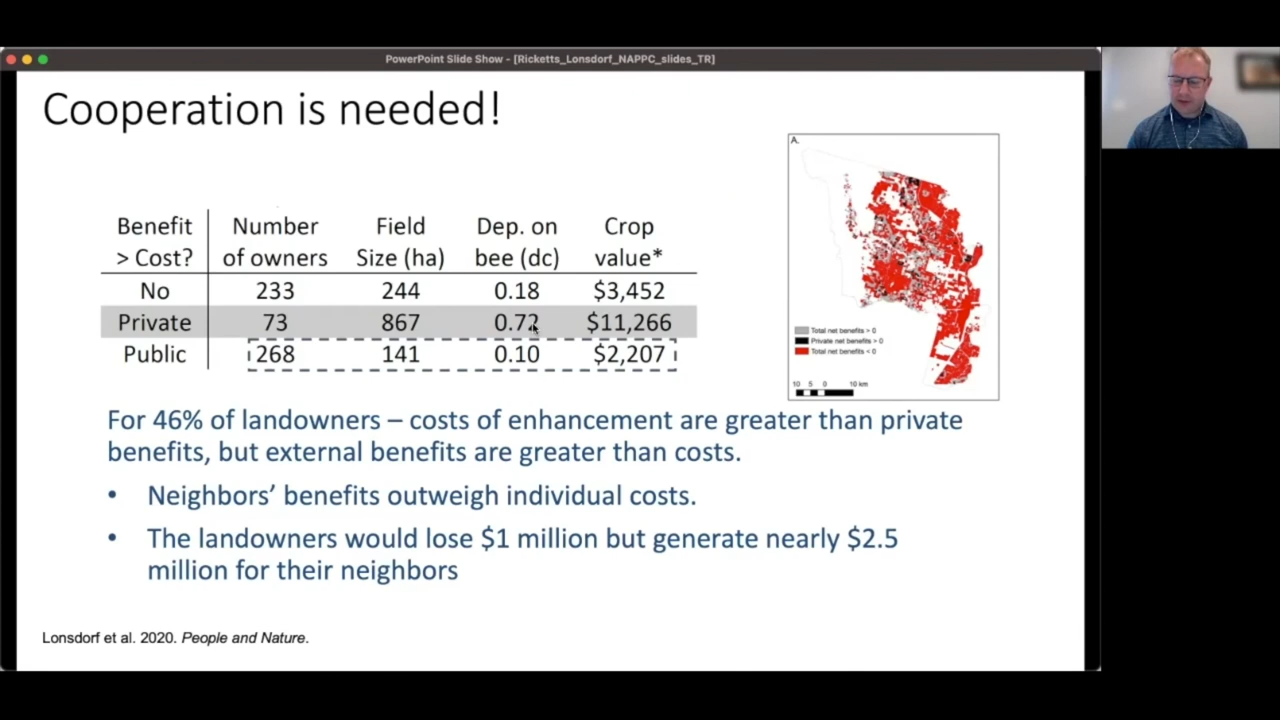 PowerPoint Slide Show - [Ricketts_Lonsdorf_NAPPC_slides_TR]
Cooperation is needed!
Benefit > Cost? Number of owners Field Size (ha) Dep. on bee (dc) Crop value*
No 233 244 0.18 $3,452
Private 73 867 0.72 $11,266
Public 268 141 0.10 $2,207
A.
Total net benefits > 0
Private net benefits > 0
Total net benefits < 0
10 5 0 10 km
For 46% of landowners – costs of enhancement are greater than private
benefits, but external benefits are greater than costs.
• Neighbors’ benefits outweigh individual costs.
• The landowners would lose $1 million but generate nearly $2.5
million for their neighbors
Lonsdorf et al. 2020. People and Nature.